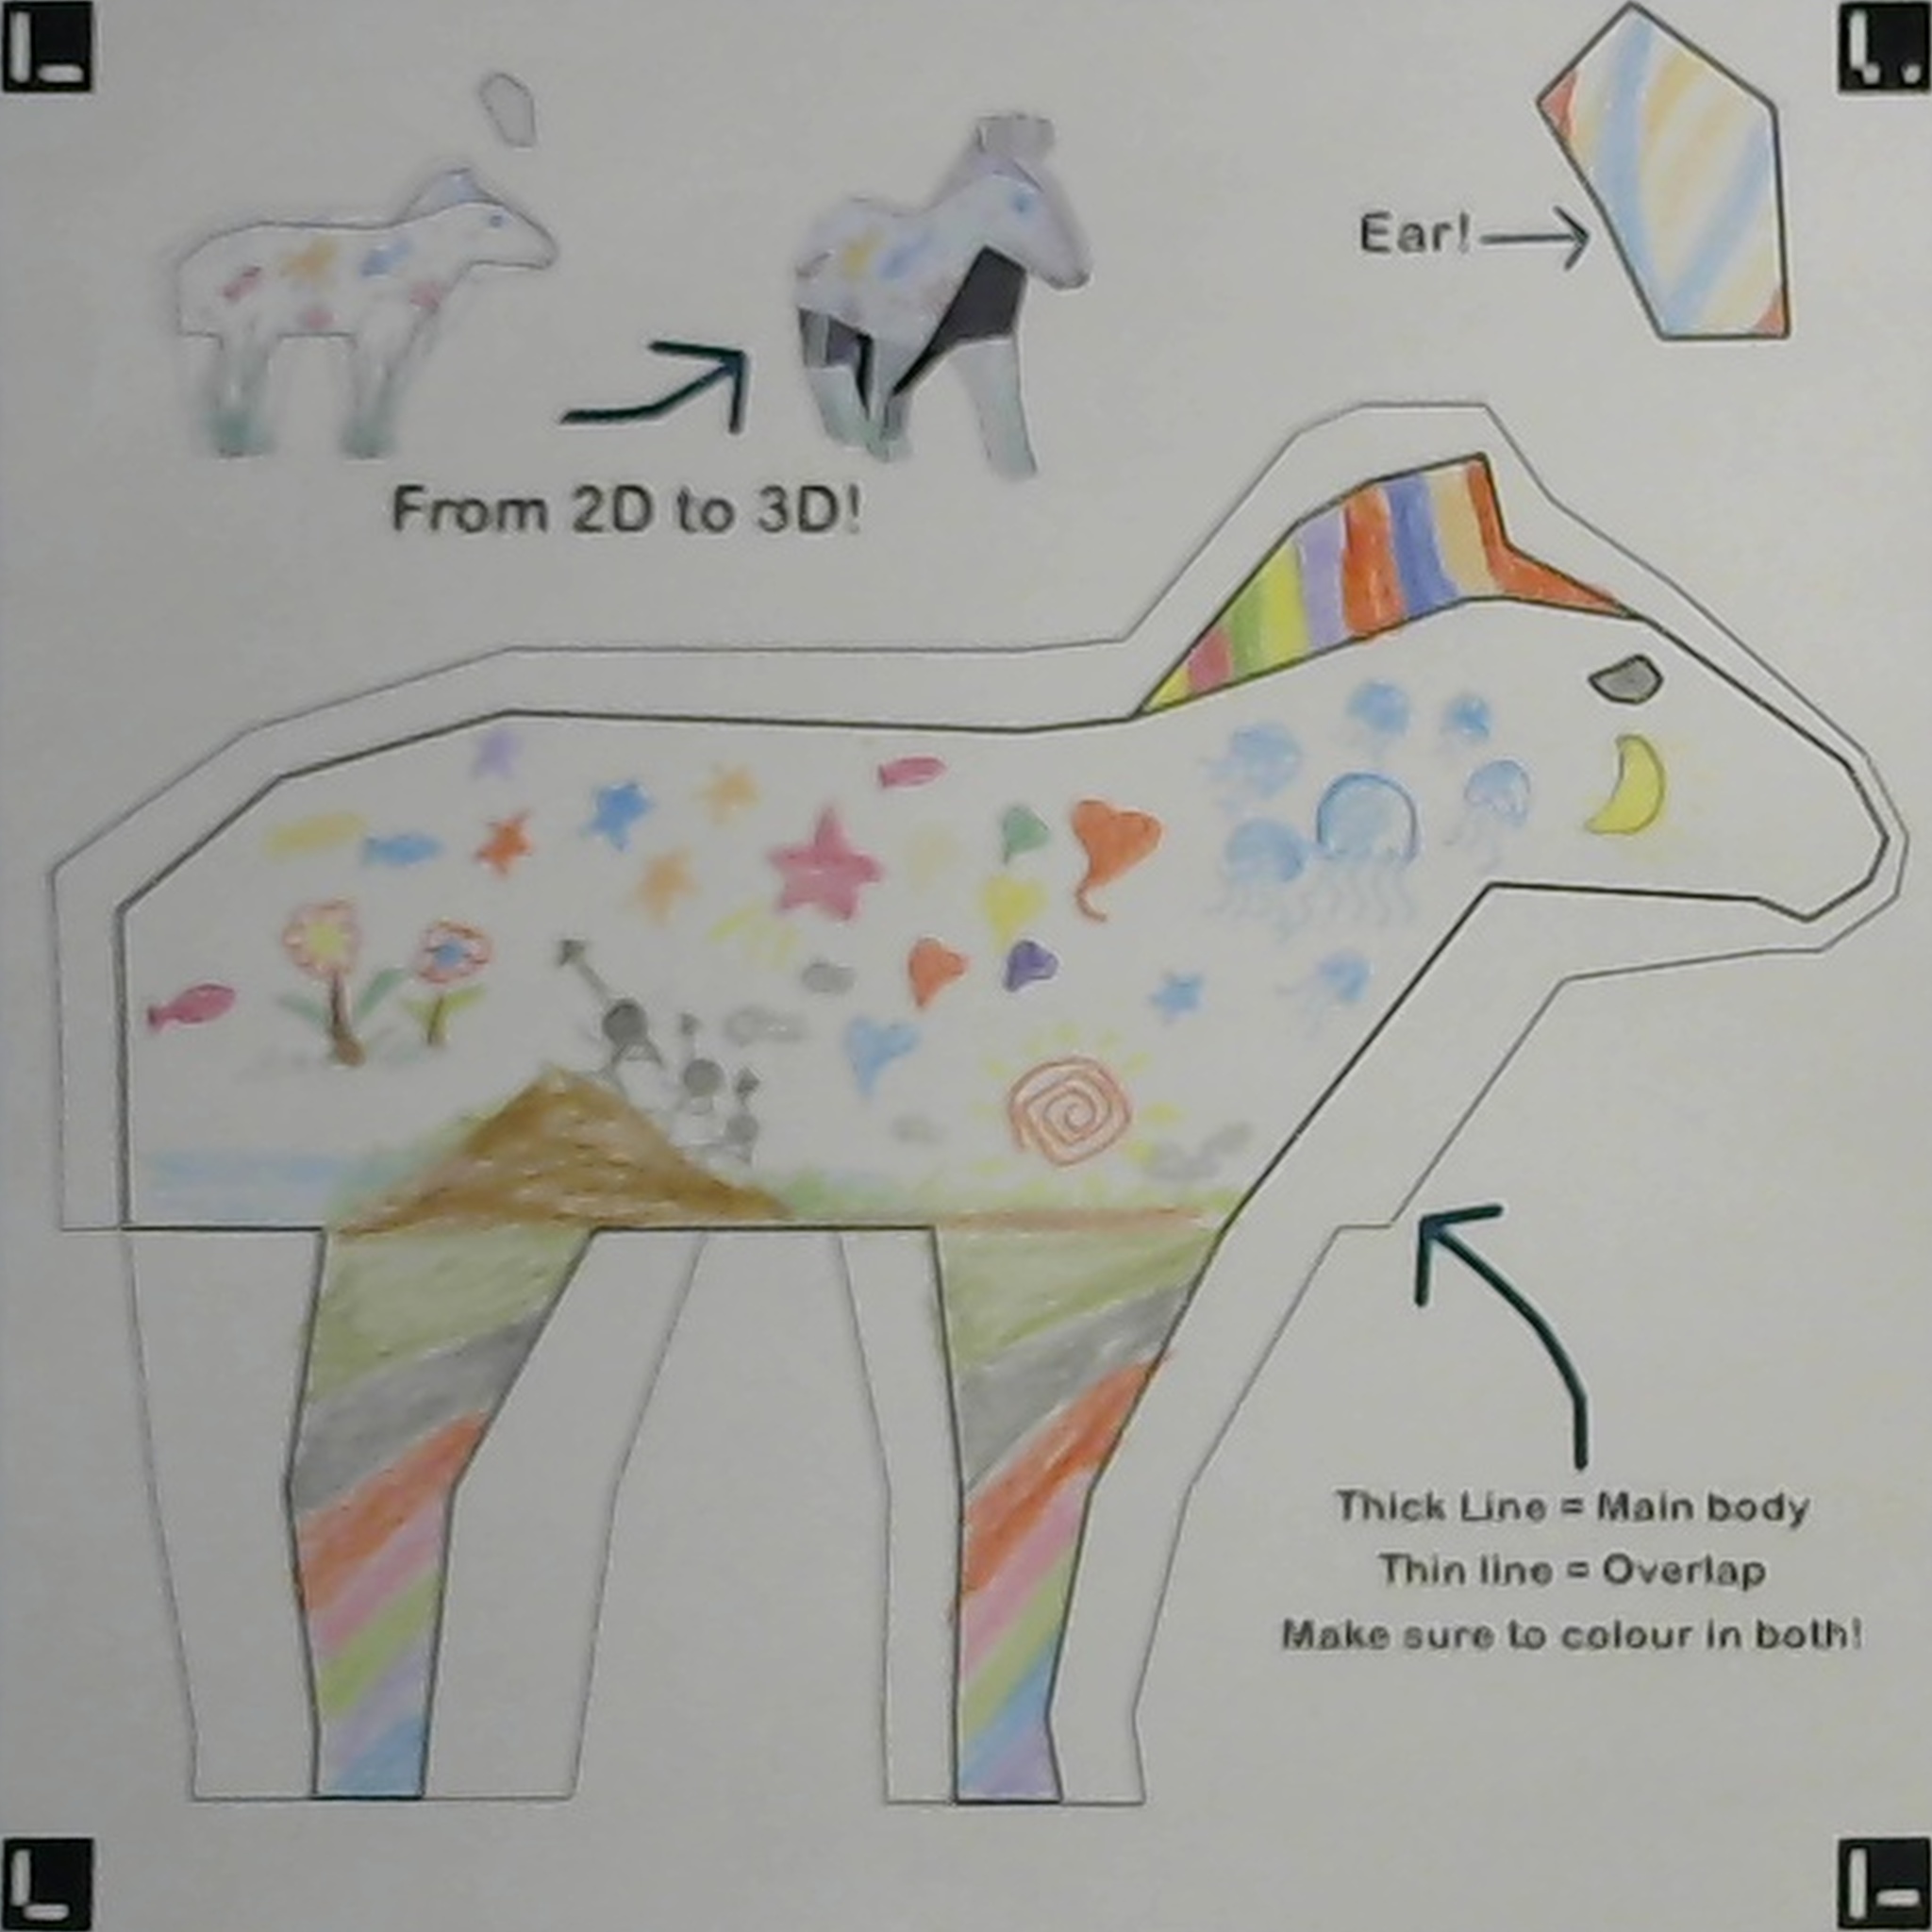 Ear!
From 2D to 3D!
Thick Line = Main body
Thin line = Overlap
Make sure to colour in both!